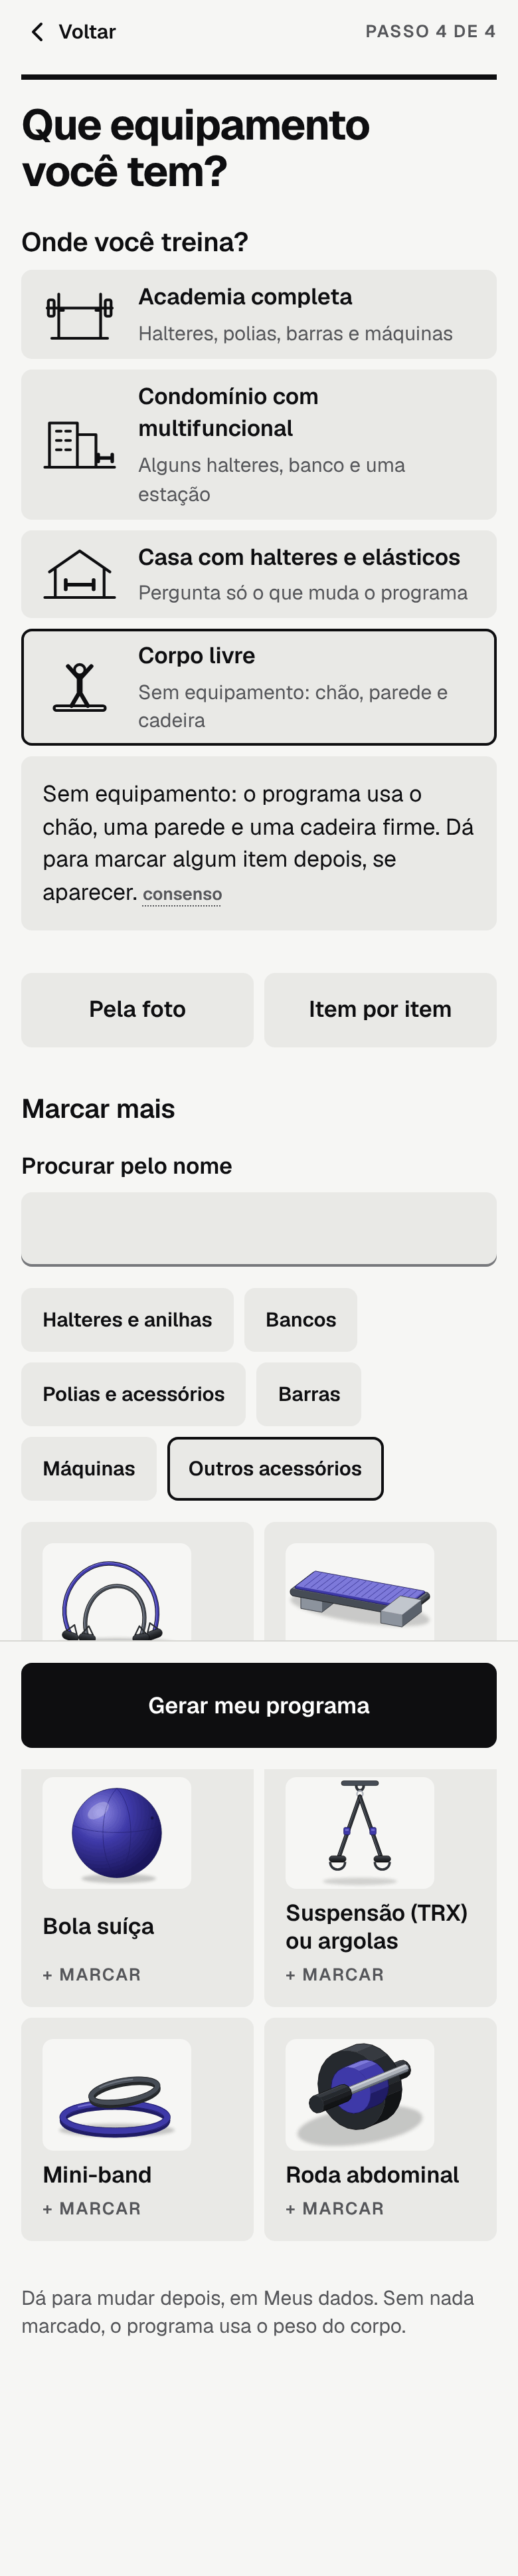 Voltar
PASSO 4 DE 4
Que equipamento
você tem?
Onde você treina?
Academia completa
Halteres, polias, barras e máquinas
Condomínio com
multifuncional
Alguns halteres, banco e uma
estação
Casa com halteres e elásticos
Pergunta só o que muda o programa
Corpo livre
Sem equipamento: chão, parede e
cadeira
Sem equipamento: o programa usa o
chão, uma parede e uma cadeira firme. Dá
para marcar algum item depois, se
aparecer. consenso
Pela foto
Item por item
Marcar mais
Procurar pelo nome
Halteres e anilhas
Bancos
Polias e acessórios
Barras
Máquinas
Outros acessórios
Gerar meu programa
Bola suíça
+ MARCAR
Suspensão (TRX)
ou argolas
+ MARCAR
Mini-band
+ MARCAR
Roda abdominal
+ MARCAR
Dá para mudar depois, em Meus dados. Sem nada
marcado, o programa usa o peso do corpo.